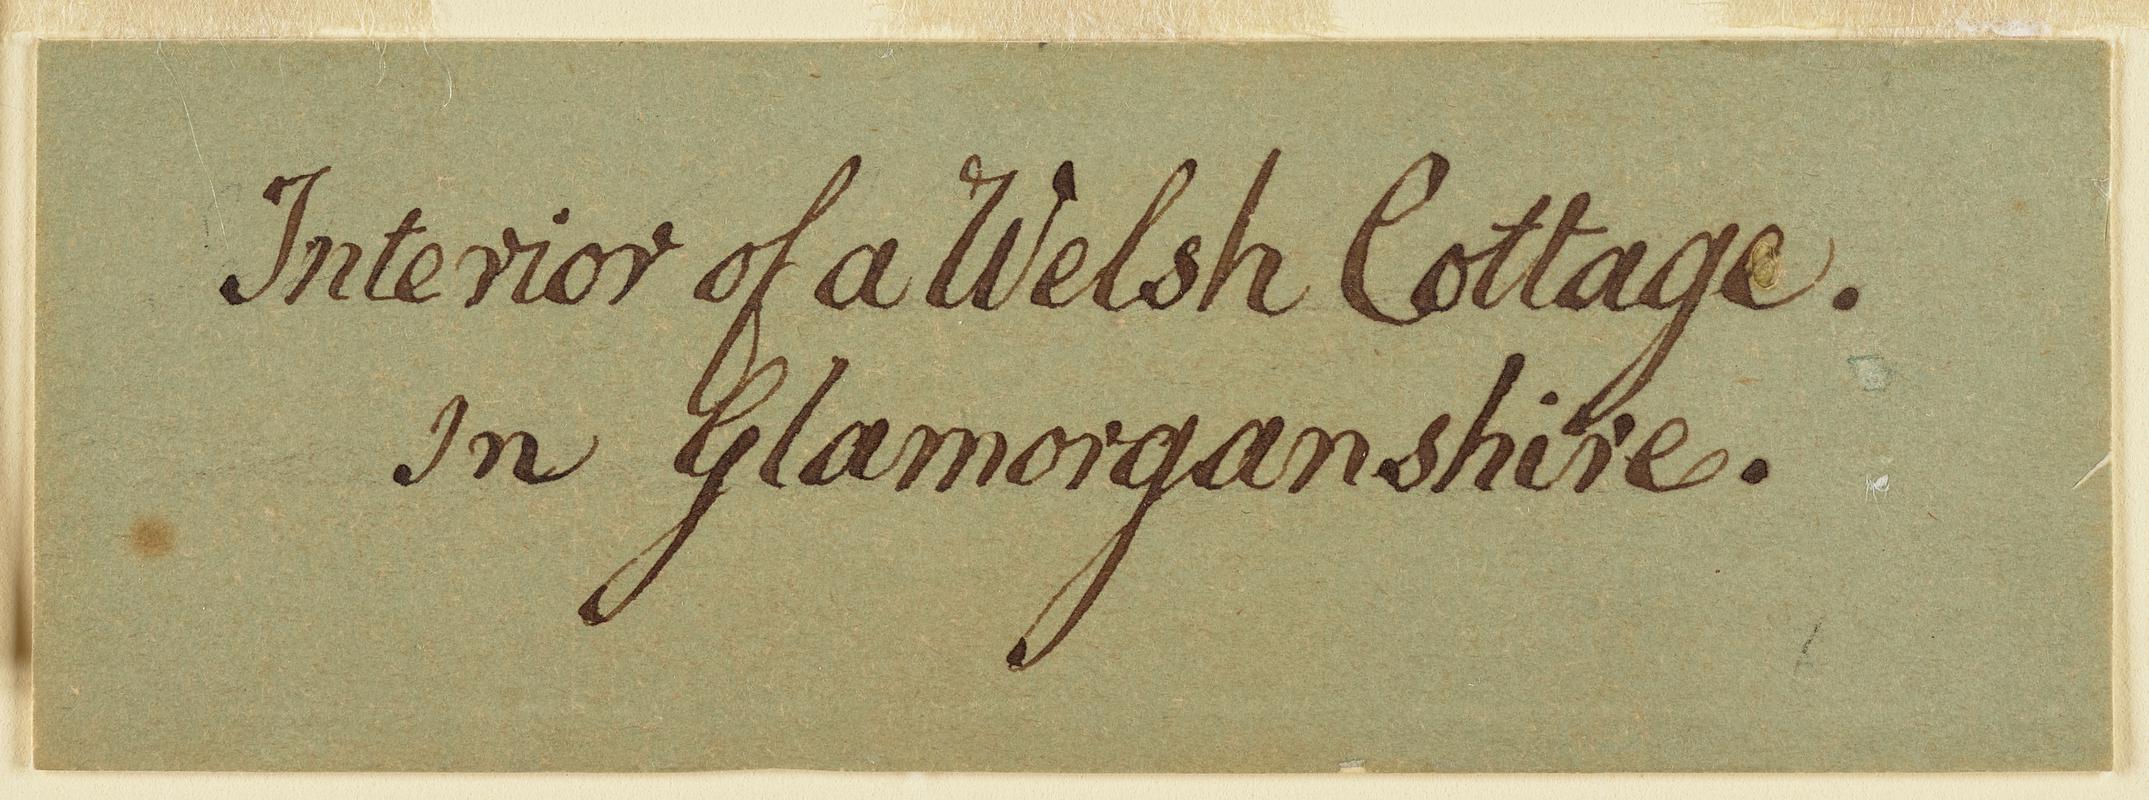 Interior of a Welsh Cottage.
In Glamorganshire.